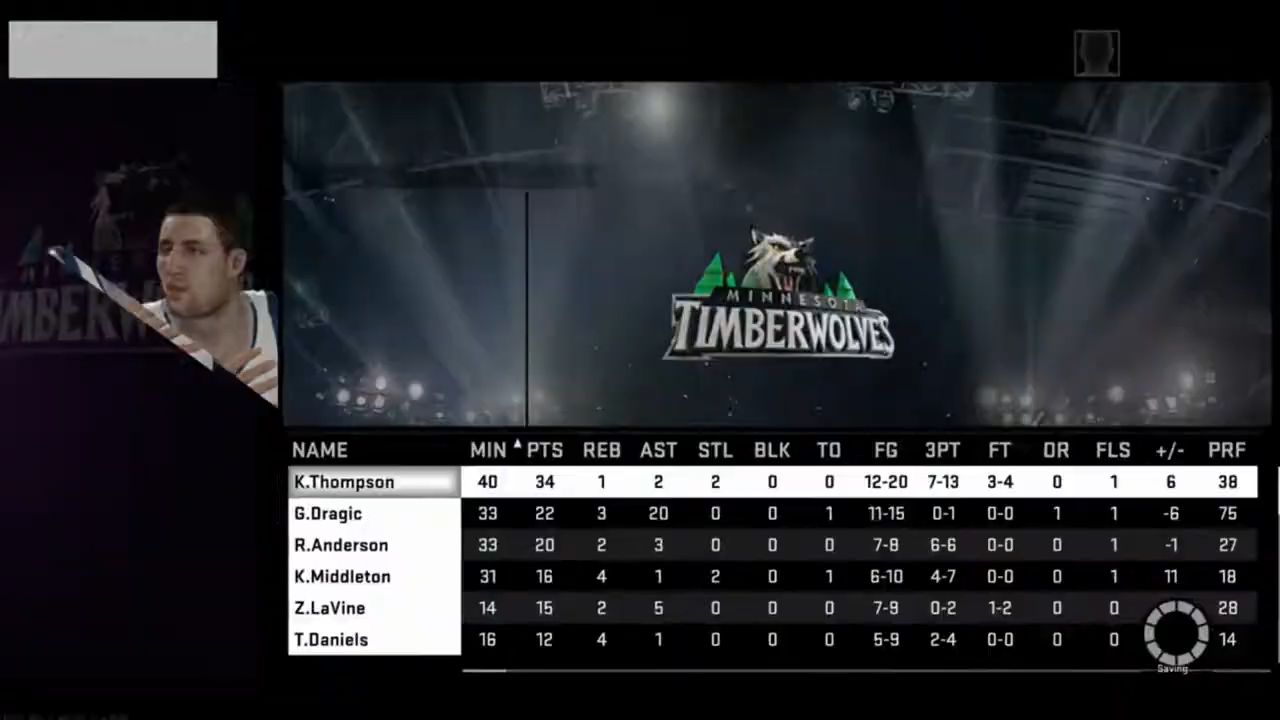 MINNESOTA
TIMBERWOLVES
NAME MIN PTS REB AST STL BLK TO FG 3PT FT OR FLS +/- PRF
K.Thompson 40 34 1 2 2 0 0 12-20 7-13 3-4 0 1 6 38
G.Dragic 33 22 3 20 0 0 1 11-15 0-1 0-0 1 1 -6 75
R.Anderson 33 20 2 3 0 0 0 7-8 6-6 0-0 0 1 -1 27
K.Middleton 31 16 4 1 2 0 1 6-10 4-7 0-0 0 1 11 18
Z.LaVine 14 15 2 5 0 0 0 7-9 0-2 1-2 0 0 28
T.Daniels 16 12 4 1 0 0 0 5-9 2-4 0-0 0 0 14
Saving